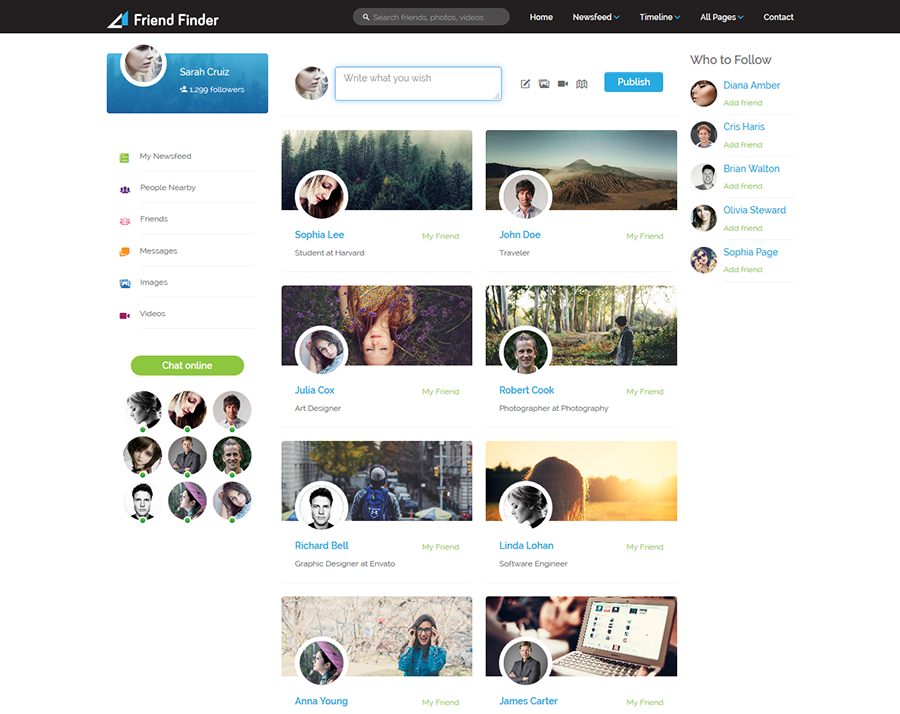 Friend Finder
Search friends, photos, videos
Home
Newsfeed
Timeline
All Pages
Contact
Sarah Cruiz
1,299 followers
My Newsfeed
People Nearby
Friends
Messages
Images
Videos
Chat online
Write what you wish
Publish
Sophia Lee
My Friend
Student at Harvard
John Doe
My Friend
Traveler
Julia Cox
My Friend
Art Designer
Robert Cook
My Friend
Photographer at Photography
Richard Bell
My Friend
Graphic Designer at Envato
Linda Lohan
My Friend
Software Engineer
Anna Young
My Friend
James Carter
My Friend
Who to Follow
Diana Amber
Add friend
Cris Haris
Add friend
Brian Walton
Add friend
Olivia Steward
Add friend
Sophia Page
Add friend